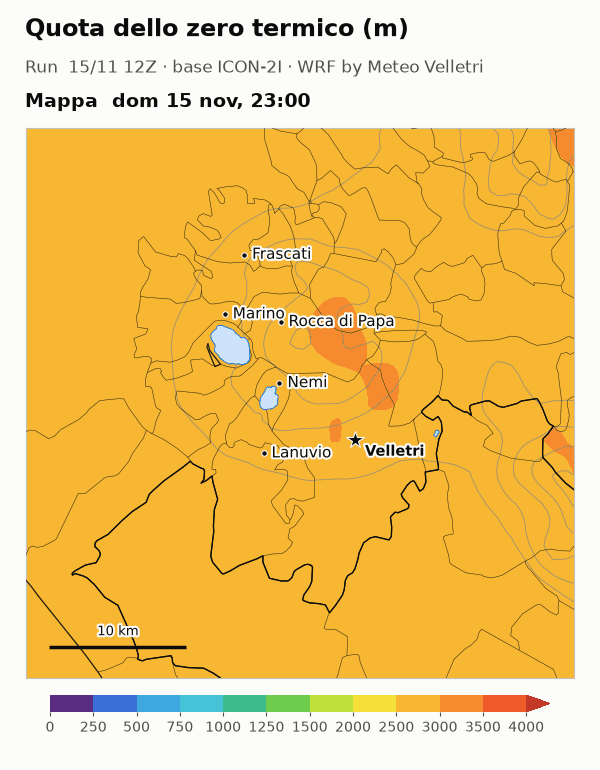 Quota dello zero termico (m)
Run  15/11 12Z · base ICON-2I · WRF by Meteo Velletri
Mappa  dom 15 nov, 23:00
Frascati
Marino
Rocca di Papa
Nemi
Velletri
Lanuvio
10 km
0 250 500 750 1000 1250 1500 2000 2500 3000 3500 4000